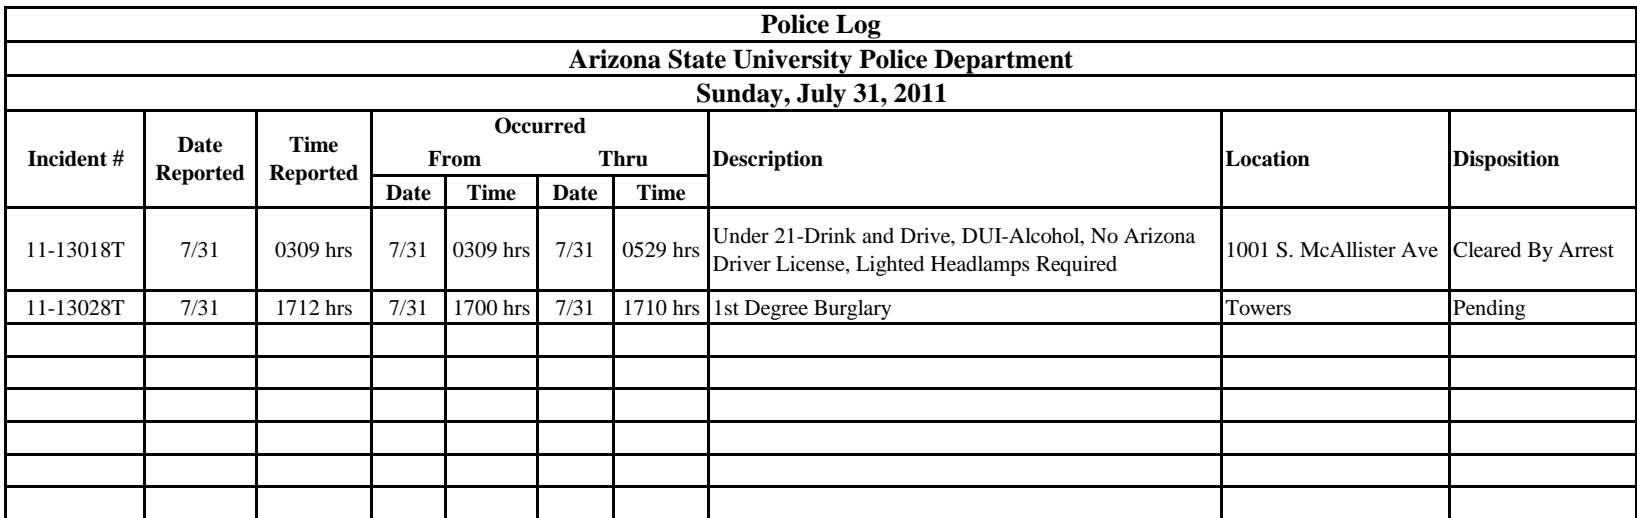 Police Log
Arizona State University Police Department
Sunday, July 31, 2011
Incident # Date Reported Time Reported Occurred Description Location Disposition
From Thru
Date Time Date Time
11-13018T 7/31 0309 hrs 7/31 0309 hrs 7/31 0529 hrs Under 21-Drink and Drive, DUI-Alcohol, No Arizona 1001 S. McAllister Ave Cleared By Arrest
Driver License, Lighted Headlamps Required
11-13028T 7/31 1712 hrs 7/31 1700 hrs 7/31 1710 hrs 1st Degree Burglary Towers Pending